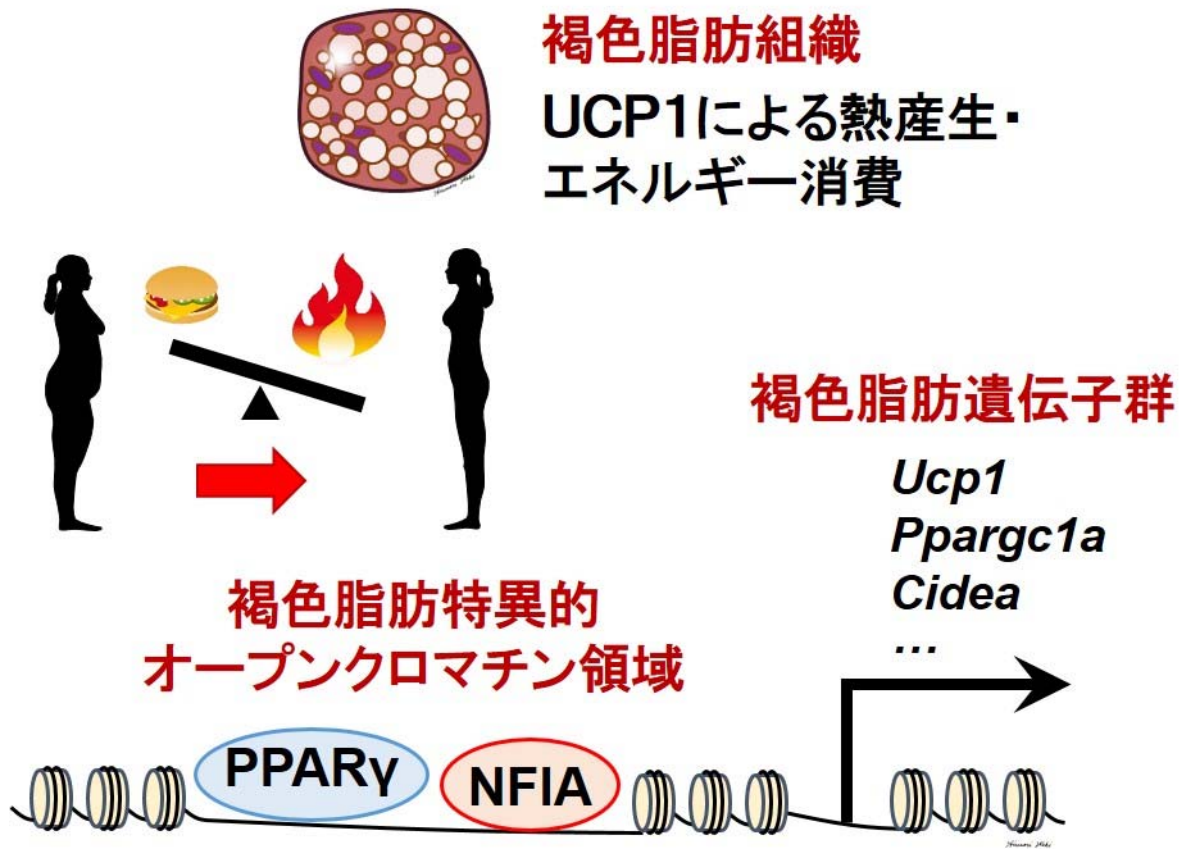 褐色脂肪組織
UCP1による熱産生・
エネルギー消費
褐色脂肪遺伝子群
Ucp1
Ppargc1a
Cidea
…
褐色脂肪特異的
オープンクロマチン領域
PPARγ
NFIA